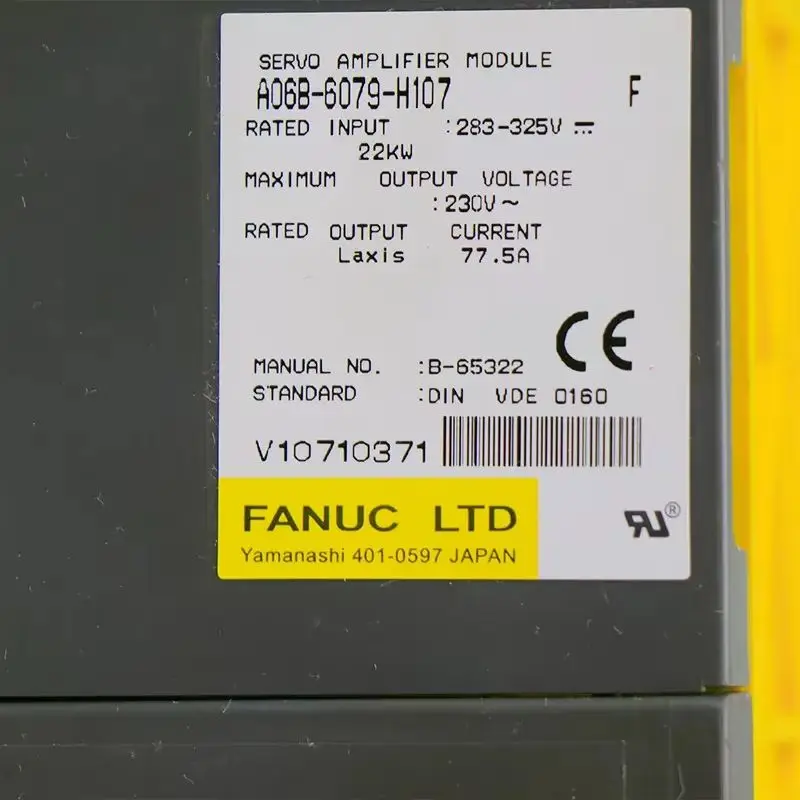 SERVO AMPLIFIER MODULE
A06B-6079-H107 F
RATED INPUT :283-325V ⎓
22KW
MAXIMUM OUTPUT VOLTAGE
:230V~
RATED OUTPUT CURRENT
Laxis 77.5A
CE
MANUAL NO. :B-65322
STANDARD :DIN VDE 0160
V10710371
FANUC LTD
Yamanashi 401-0597 JAPAN
RU®